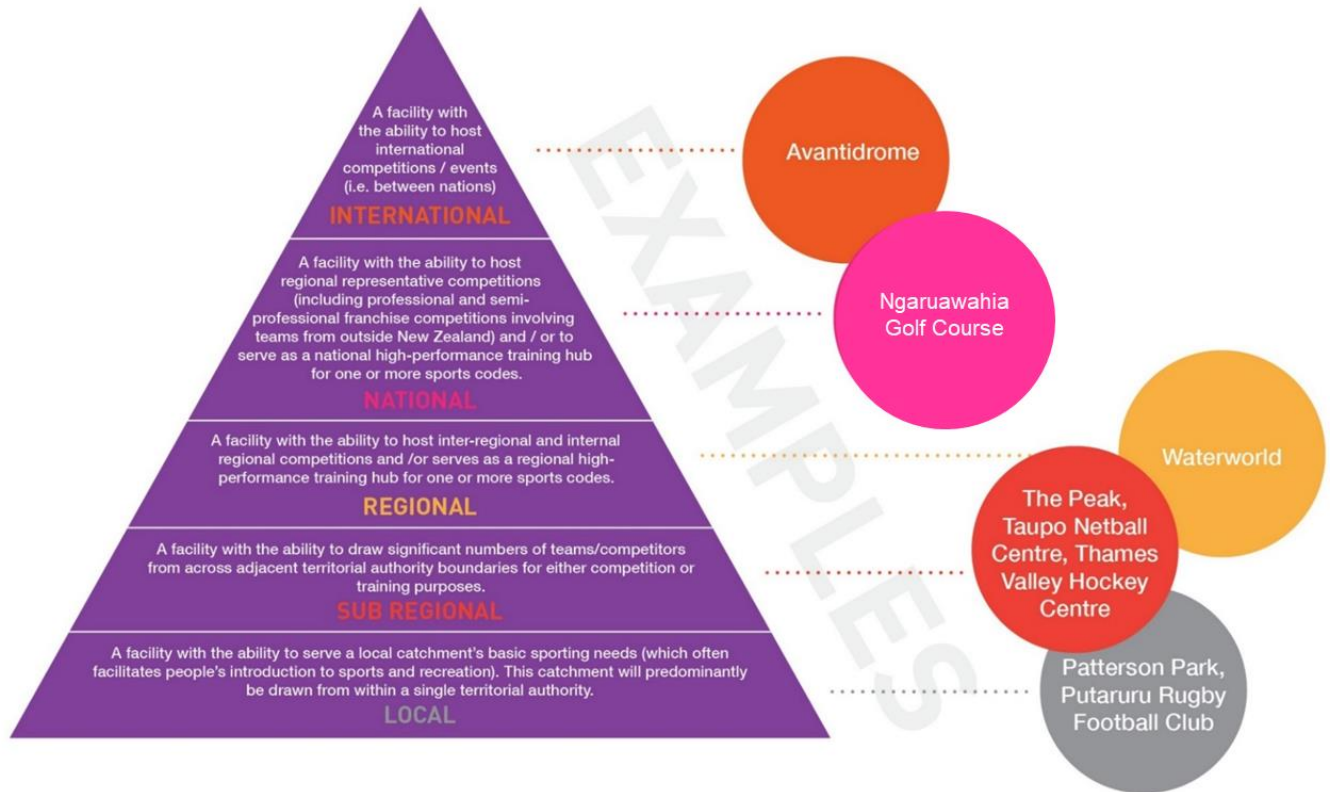 A facility with
the ability to host
international
competitions / events
(i.e. between nations)
INTERNATIONAL
A facility with the ability to host
regional representative competitions
(including professional and semi-
professional franchise competitions involving
teams from outside New Zealand) and / or to
serve as a national high-performance training hub
for one or more sports codes.
NATIONAL
A facility with the ability to host inter-regional and internal
regional competitions and /or serves as a regional high-
performance training hub for one or more sports codes.
REGIONAL
A facility with the ability to draw significant numbers of teams/competitors
from across adjacent territorial authority boundaries for either competition or
training purposes.
SUB REGIONAL
A facility with the ability to serve a local catchment's basic sporting needs (which often
facilitates people's introduction to sports and recreation). This catchment will predominantly
be drawn from within a single territorial authority.
LOCAL
EXAMPLES
Avantidrome
Ngaruawahia
Golf Course
Waterworld
The Peak,
Taupo Netball
Centre, Thames
Valley Hockey
Centre
Patterson Park,
Putaruru Rugby
Football Club